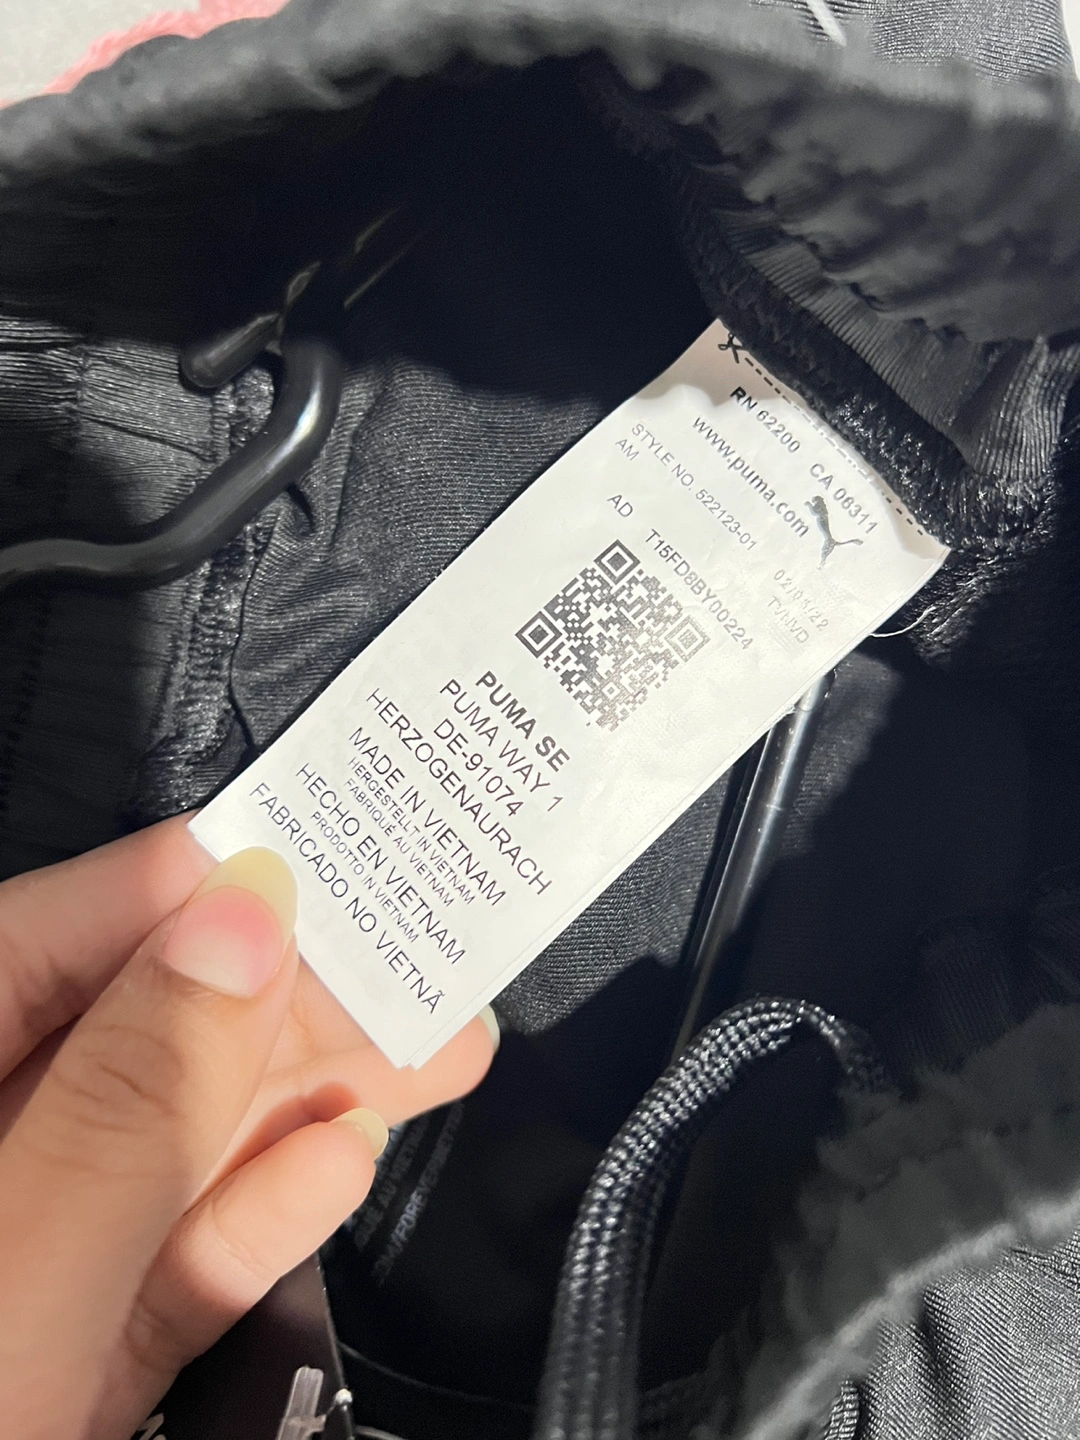 RN 62200 CA 06311
www.puma.com
STYLE NO. 522123-01
AM
AD T15FD8BY00224
TVNVD
PUMA SE
PUMA WAY 1
DE-91074
HERZOGENAURACH
MADE IN VIETNAM
HERGESTELLT IN VIETNAM
FABRIQUÉ AU VIETNAM
HECHO EN VIETNAM
PRODOTTO IN VIETNAM
FABRICADO NO VIETNÃ